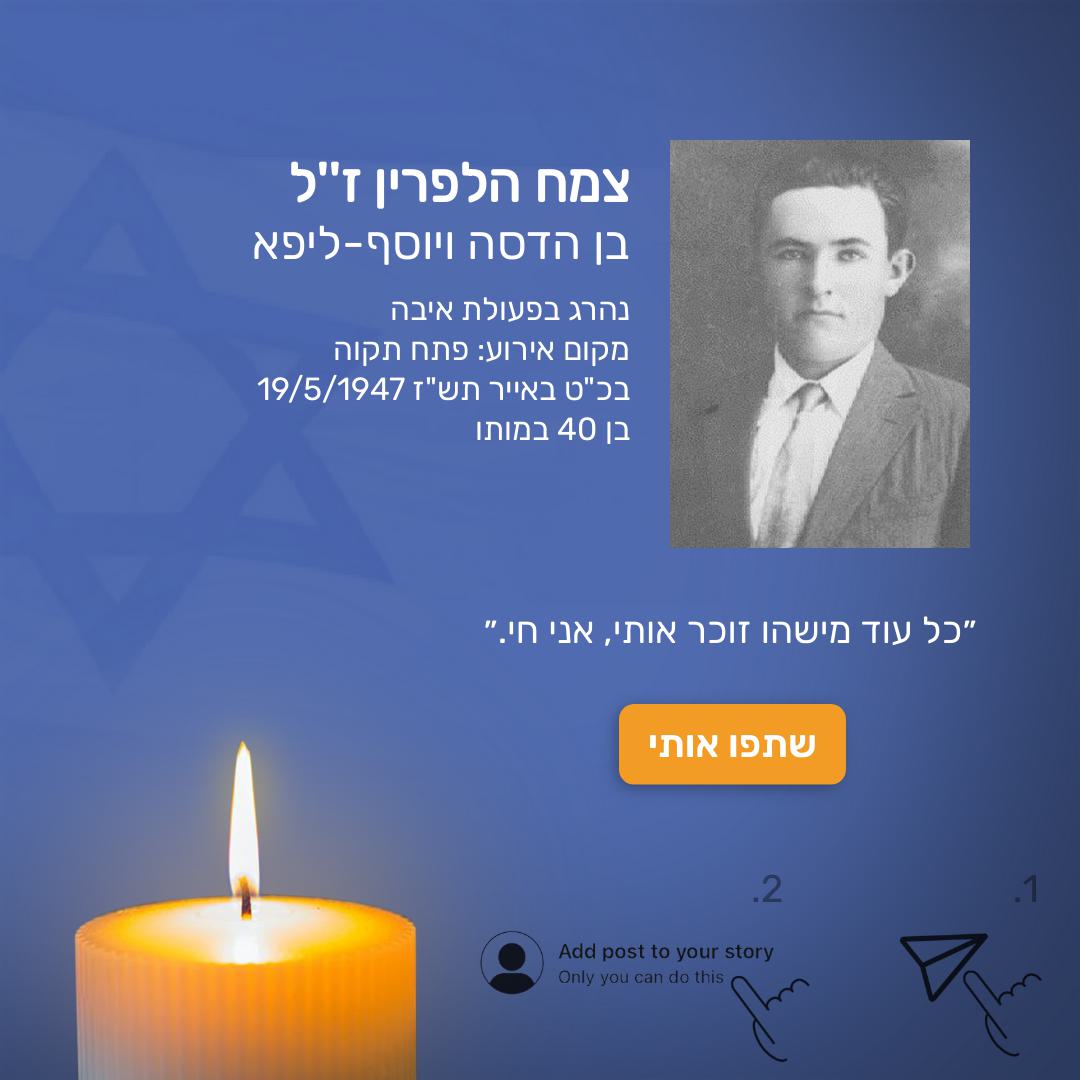 צמח הלפרין ז"ל
בן הדסה ויוסף-ליפא
נהרג בפעולת איבה
מקום אירוע: פתח תקוה
בכ"ט באייר תש"ז 19/5/1947
בן 40 במותו
״כל עוד מישהו זוכר אותי, אני חי.״
שתפו אותי
1.
2.
Add post to your story
Only you can do this